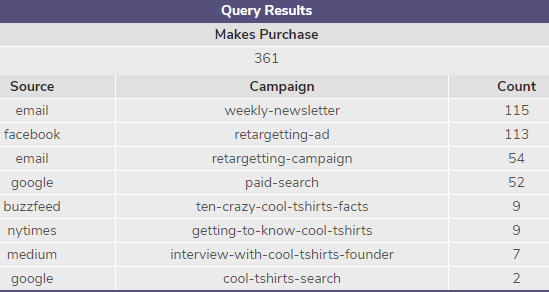 Query Results
Makes Purchase
361
Source Campaign Count
email weekly-newsletter 115
facebook retargetting-ad 113
email retargetting-campaign 54
google paid-search 52
buzzfeed ten-crazy-cool-tshirts-facts 9
nytimes getting-to-know-cool-tshirts 9
medium interview-with-cool-tshirts-founder 7
google cool-tshirts-search 2